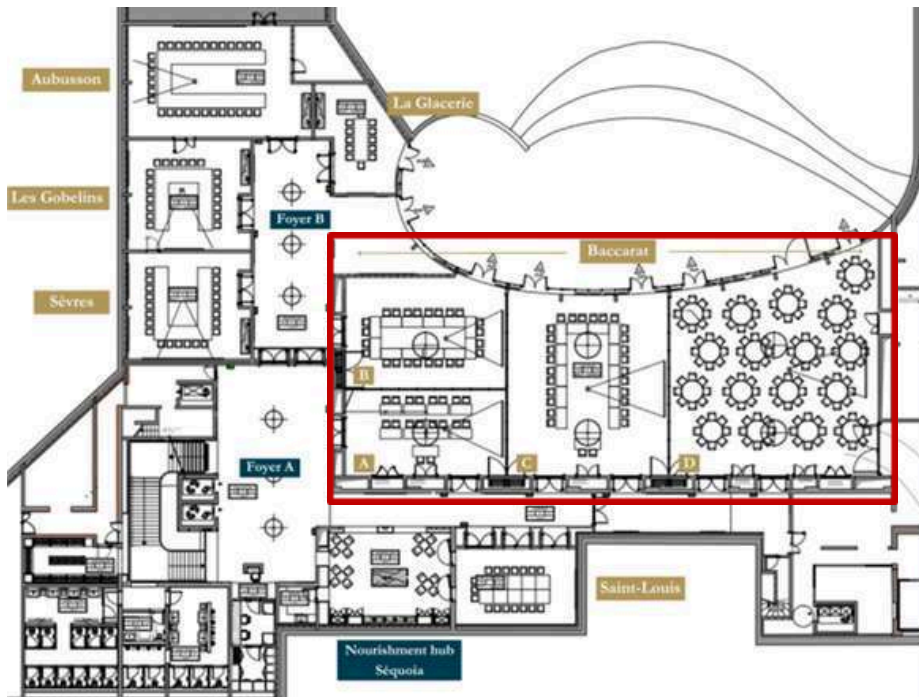 Aubusson
La Glacerie
Les Gobelins
Foyer B
Baccarat
Sèvres
B
A
C
D
Foyer A
Saint-Louis
Nourishment hub
Séquoia